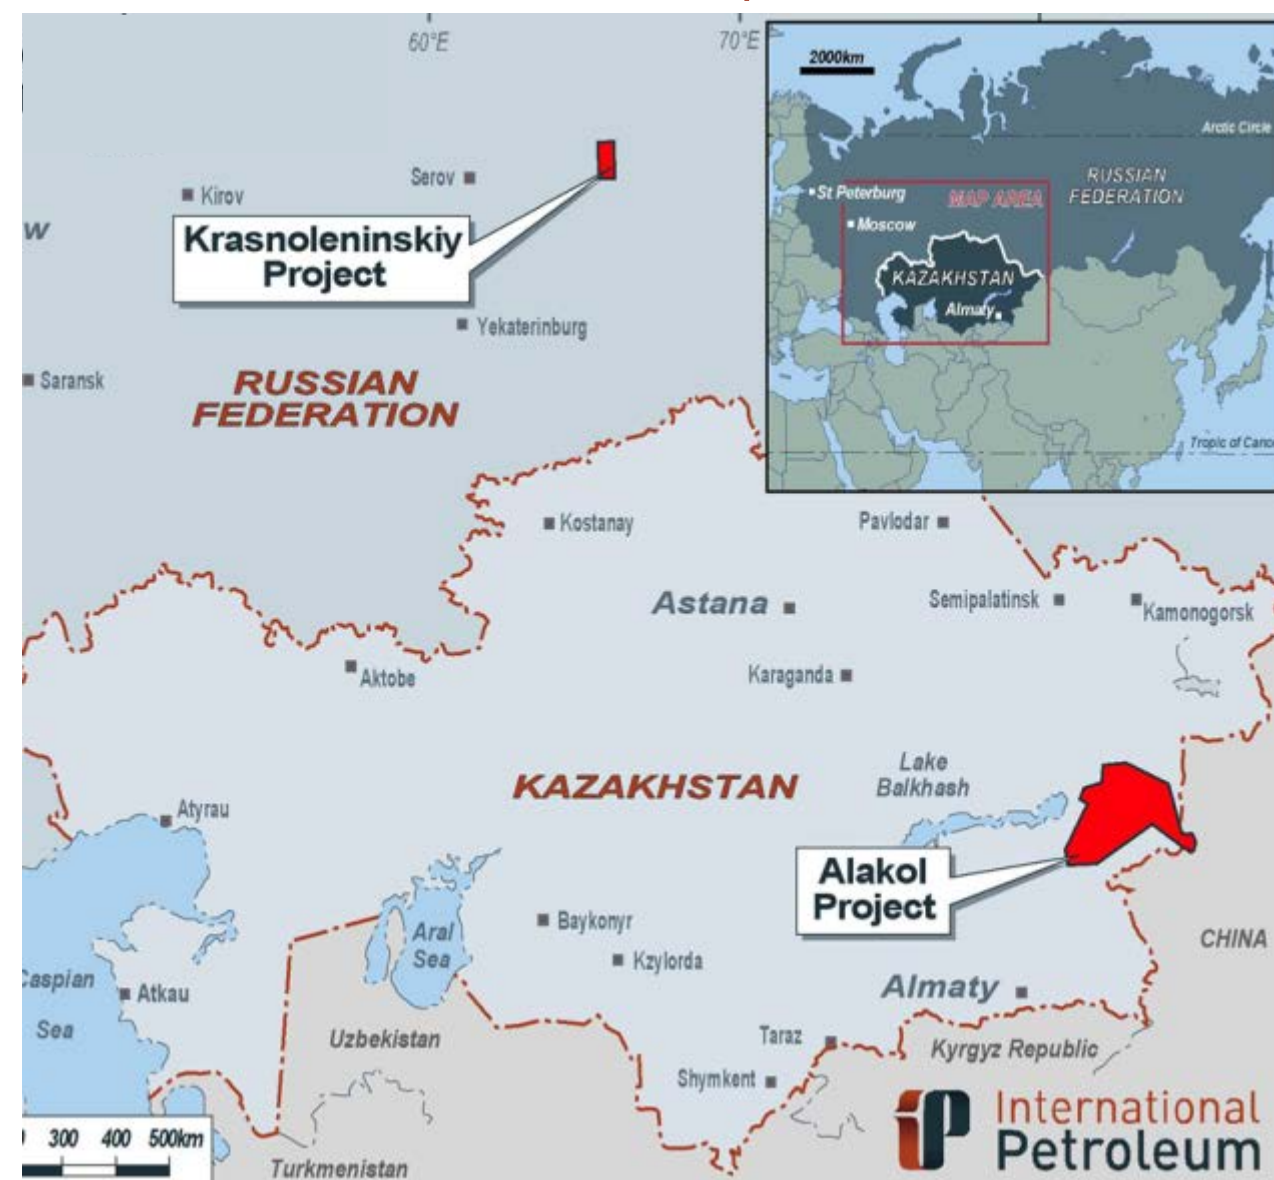 60°E
70°E
2000km
Arctic Circle
RUSSIAN
FEDERATION
MAP AREA
St Peterburg
Moscow
KAZAKHSTAN
Almaty
Serov
Kirov
w
Krasnoleninskiy
Project
Yekaterinburg
Saransk
RUSSIAN
FEDERATION
Tropic of Canc
Kostanay
Pavlodar
Astana
Semipalatinsk
Kamonogorsk
Karaganda
Aktobe
Lake
Balkhash
KAZAKHSTAN
Atyrau
Alakol
Project
Aral
Sea
Baykonyr
Kzylorda
CHINA
Caspian
Sea
Atkau
Almaty
Uzbekistan
Taraz
Kyrgyz Republic
Shymkent
300 400 500km
Turkmenistan
iP International
Petroleum